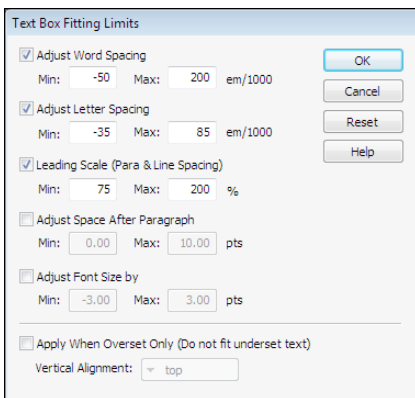 Text Box Fitting Limits
Adjust Word Spacing
Min: -50 Max: 200 em/1000
Adjust Letter Spacing
Min: -35 Max: 85 em/1000
Leading Scale (Para & Line Spacing)
Min: 75 Max: 200 %
Adjust Space After Paragraph
Min: 0.00 Max: 10.00 pts
Adjust Font Size by
Min: -3.00 Max: 3.00 pts
Apply When Overset Only (Do not fit underset text)
Vertical Alignment: top
OK
Cancel
Reset
Help